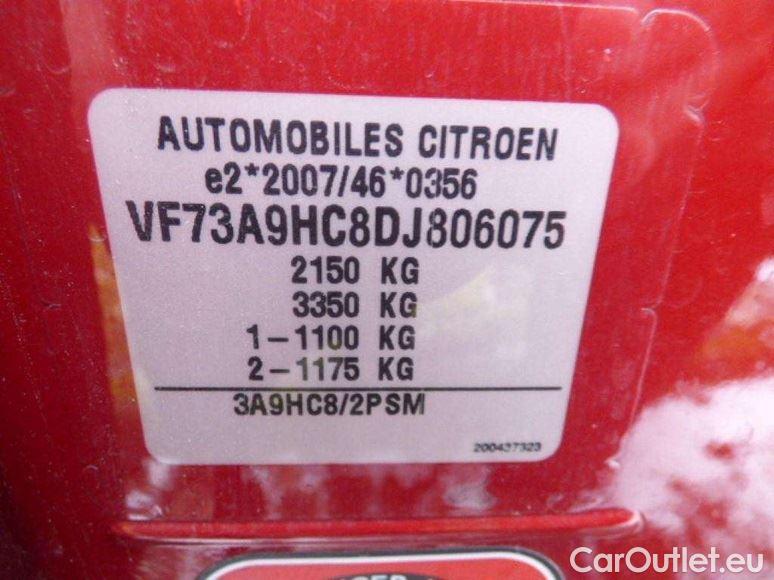 AUTOMOBILES CITROEN
e2*2007/46*0356
VF73A9HC8DJ806075
2150 KG
3350 KG
1-1100 KG
2-1175 KG
3A9HC8/2PSM
200437323
CarOutlet.eu